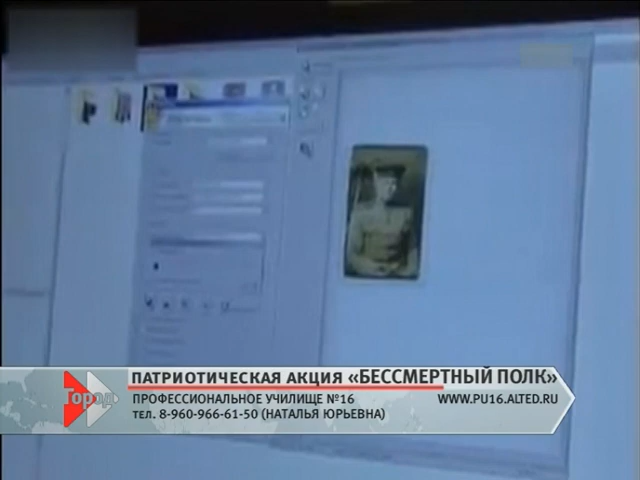 Город
ПАТРИОТИЧЕСКАЯ АКЦИЯ «БЕССМЕРТНЫЙ ПОЛК»
ПРОФЕССИОНАЛЬНОЕ УЧИЛИЩЕ №16 WWW.PU16.ALTED.RU
тел. 8-960-966-61-50 (НАТАЛЬЯ ЮРЬЕВНА)